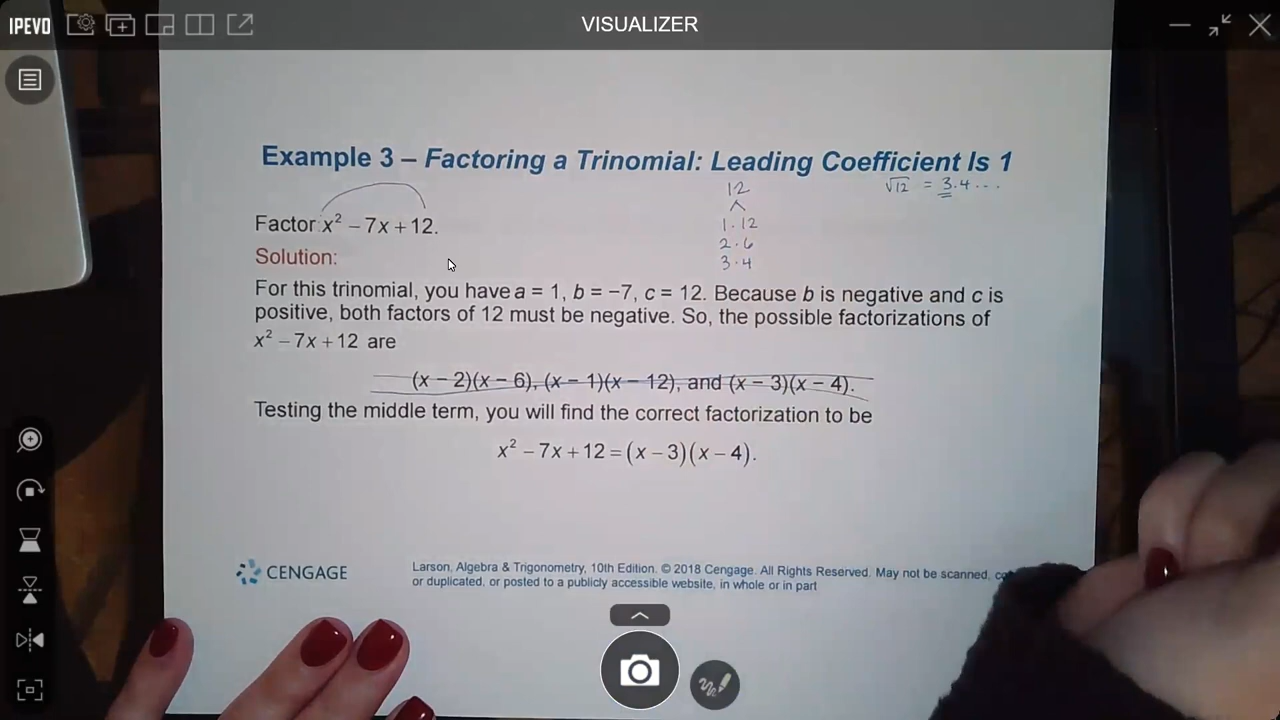 IPEVO
VISUALIZER
Example 3 – Factoring a Trinomial: Leading Coefficient Is 1
√12 = 3.4 . . .
12
1 · 12
2 · 6
3 · 4
Factor x² − 7x + 12.
Solution:
For this trinomial, you have a = 1, b = −7, c = 12. Because b is negative and c is
positive, both factors of 12 must be negative. So, the possible factorizations of
x² − 7x + 12 are
(x − 2)(x − 6), (x − 1)(x − 12), and (x − 3)(x − 4).
Testing the middle term, you will find the correct factorization to be
x² − 7x + 12 = (x − 3)(x − 4).
CENGAGE
Larson, Algebra & Trigonometry, 10th Edition. © 2018 Cengage. All Rights Reserved. May not be scanned,
or duplicated, or posted to a publicly accessible website, in whole or in part